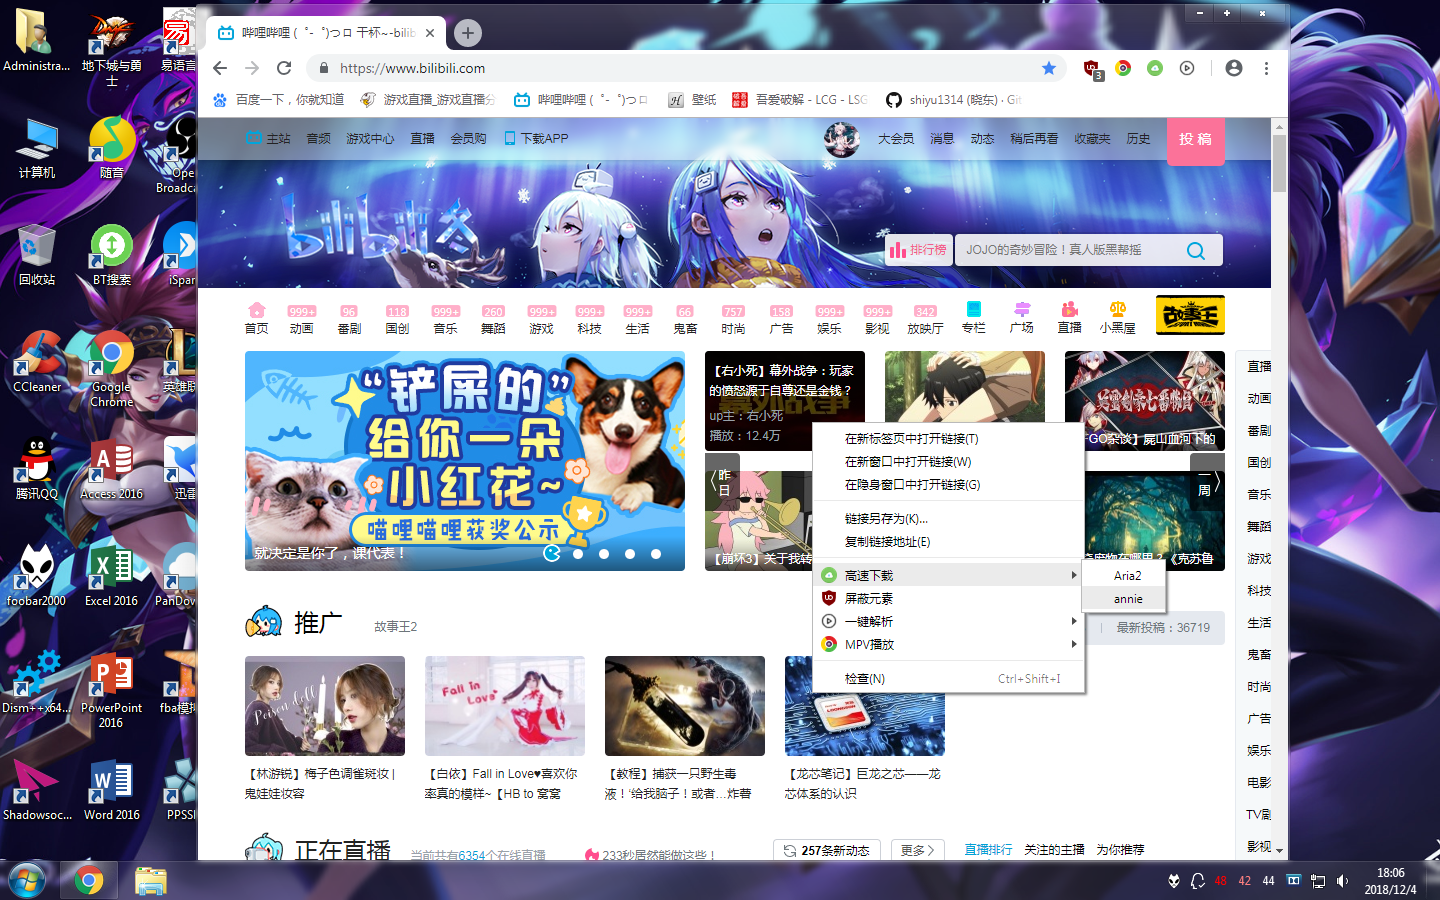 Administra...
地下城与勇士
易语言
计算机
随音
Ope
Broadca
回收站
BT搜索
iSpar
CCleaner
Google Chrome
英雄联
腾讯QQ
Access 2016
迅雷
foobar2000
Excel 2016
PanDow
Dism++x64...
PowerPoint 2016
fba模拟
Shadowsoc...
Word 2016
PPSSI
哔哩哔哩 (゜-゜)つロ 干杯~-bilib
https://www.bilibili.com
3
百度一下，你就知道
游戏直播_游戏直播分
哔哩哔哩 (゜-゜)つロ
壁纸
吾爱破解 - LCG - LSG
shiyu1314 (晓东) · Git
主站
音频
游戏中心
直播
会员购
下载APP
大会员
消息
动态
稍后再看
收藏夹
历史
投稿
bilibili冬
排行榜
JOJO的奇妙冒险！真人版黑帮摇
首页
999+ 动画
96 番剧
118 国创
999+ 音乐
260 舞蹈
999+ 游戏
999+ 科技
999+ 生活
66 鬼畜
757 时尚
158 广告
999+ 娱乐
999+ 影视
342 放映厅
专栏
广场
直播
小黑屋
故事王
“铲屎的”
给你一朵
小红花~
喵哩喵哩获奖公示
就决定是你了，课代表！
【右小死】幕外战争：玩家的愤怒源于自尊还是金钱？
up主：右小死
播放：12.4万
FGO杂谈】屍山血河下的
昨日
一周
【崩坏3】关于我转
《克苏鲁
在新标签页中打开链接(T)
在新窗口中打开链接(W)
在隐身窗口中打开链接(G)
链接另存为(K)...
复制链接地址(E)
高速下载
屏蔽元素
一键解析
MPV播放
检查(N)
Ctrl+Shift+I
Aria2
annie
推广
故事王2
最新投稿：36719
Poison doll
Fall in Love
LOONGSON
【林游锐】梅子色调雀斑妆 | 鬼娃娃妆容
【白依】Fall in Love♥喜欢你率真的模样~【HB to 窝窝
【教程】捕获一只野生毒液！‘给我脑子！或者…炸薯
【龙芯笔记】巨龙之芯——龙芯体系的认识
正在直播
当前共有6354个在线直播
233秒居然能做这些！
257条新动态
更多
直播排行
关注的主播
为你推荐
直播
动画
番剧
国创
音乐
舞蹈
游戏
科技
生活
鬼畜
时尚
广告
娱乐
电影
TV剧
影视
48
42
44
18:06
2018/12/4